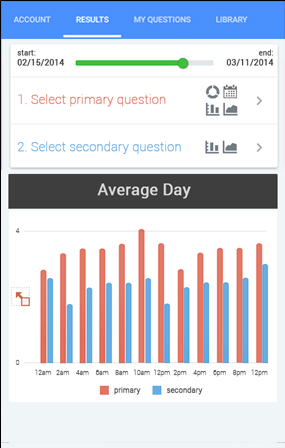 ACCOUNT RESULTS MY QUESTIONS LIBRARY
start: end:
02/15/2014 03/11/2014
1. Select primary question
2. Select secondary question
Average Day
4
0
12am 2am 4am 6am 8am 10am 12pm 2pm 4pm 6pm 8pm 12pm
primary secondary